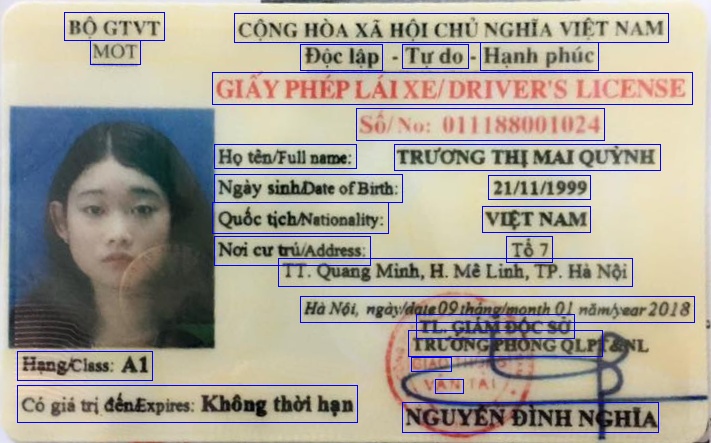 BỘ GTVT
MOT
CỘNG HÒA XÃ HỘI CHỦ NGHĨA VIỆT NAM
Độc lập - Tự do - Hạnh phúc
GIẤY PHÉP LÁI XE/ DRIVER'S LICENSE
Số/ No: 011188001024
Họ tên/Full name: TRƯƠNG THỊ MAI QUỲNH
Ngày sinh/Date of Birth: 21/11/1999
Quốc tịch/Nationality: VIỆT NAM
Nơi cư trú/Address: Tổ 7
TT. Quang Minh, H. Mê Linh, TP. Hà Nội
Hà Nội, ngày/date 09 tháng/month 01 năm/year 2018
TL. GIÁM ĐỐC SỞ
TRƯỞNG PHÒNG QLPT&NL
GIAO THÔNG
VẬN TẢI
Hạng/Class: A1
Có giá trị đến/Expires: Không thời hạn
NGUYỄN ĐÌNH NGHĨA